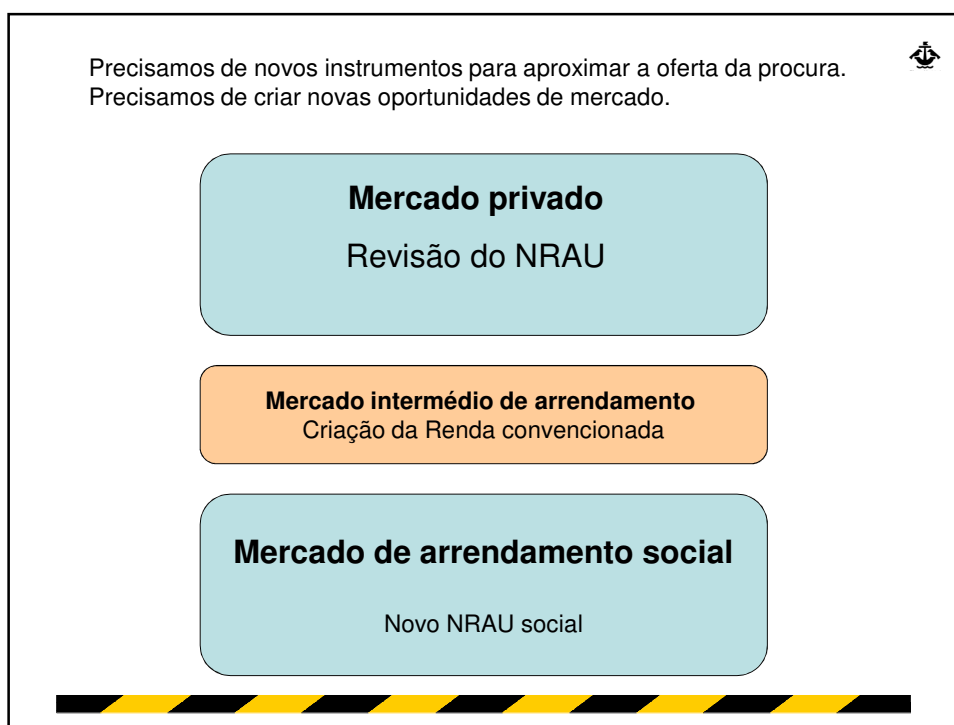 Precisamos de novos instrumentos para aproximar a oferta da procura.
Precisamos de criar novas oportunidades de mercado.
Mercado privado
Revisão do NRAU
Mercado intermédio de arrendamento
Criação da Renda convencionada
Mercado de arrendamento social
Novo NRAU social